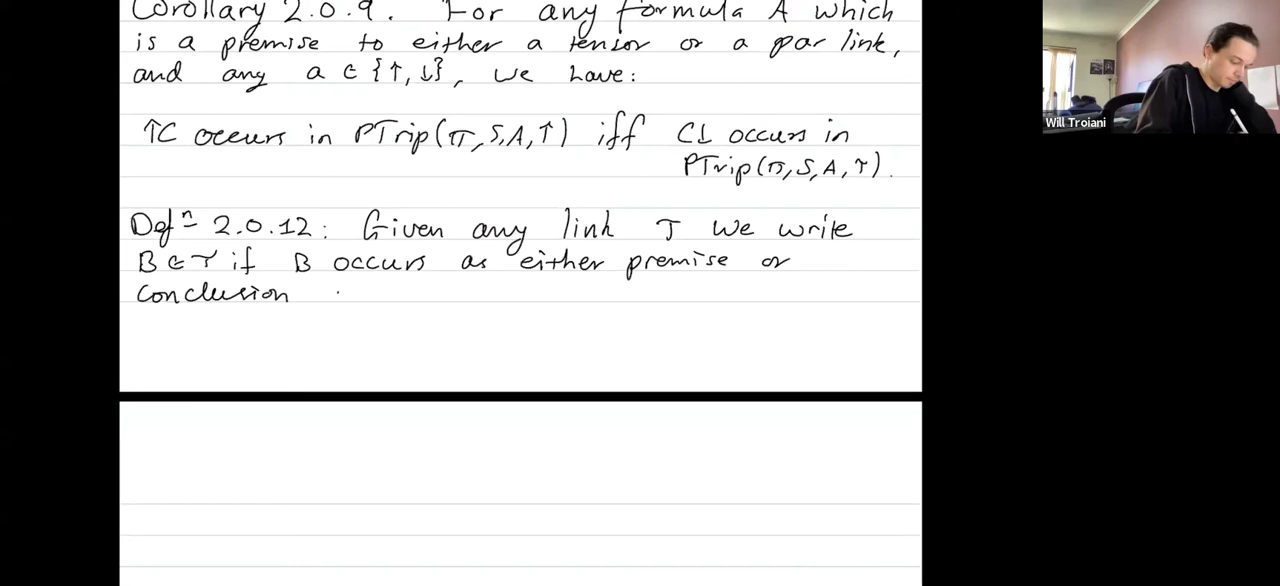 Corollary 2.0.9. For any formula A which
is a premise to either a tensor or a par link,
and any a ∈ {↑, ↓}, we have:
↑C occurs in PTrip(π, S, A, ↑) iff C↓ occurs in
PTrip(π, S, A, ↑).
Defⁿ 2.0.12: Given any link τ we write
B ∈ τ if B occurs as either premise or
conclusion
Will Troiani